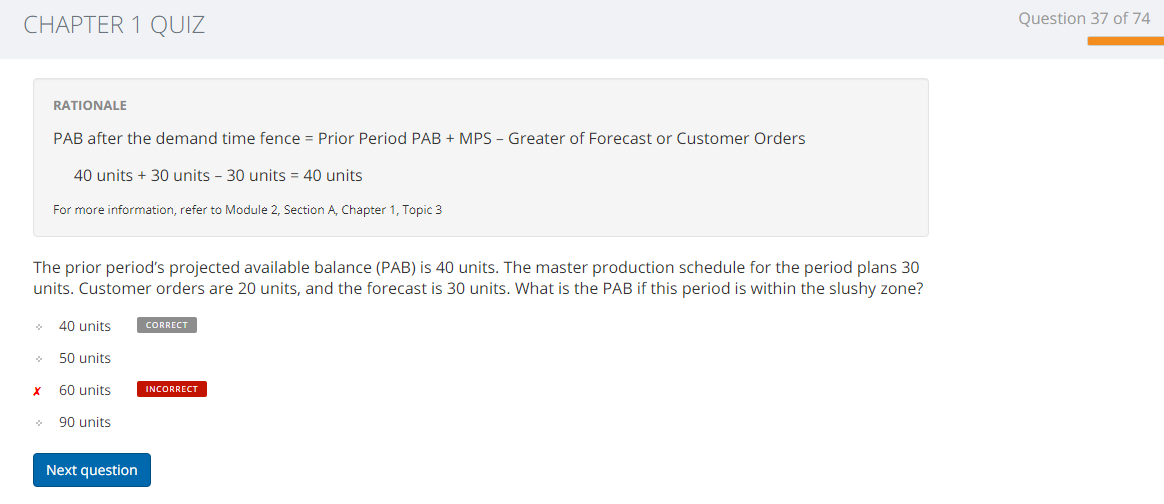 CHAPTER 1 QUIZ
Question 37 of 74
RATIONALE
PAB after the demand time fence = Prior Period PAB + MPS – Greater of Forecast or Customer Orders
40 units + 30 units – 30 units = 40 units
For more information, refer to Module 2, Section A, Chapter 1, Topic 3
The prior period’s projected available balance (PAB) is 40 units. The master production schedule for the period plans 30
units. Customer orders are 20 units, and the forecast is 30 units. What is the PAB if this period is within the slushy zone?
40 units CORRECT
50 units
✗ 60 units INCORRECT
90 units
Next question